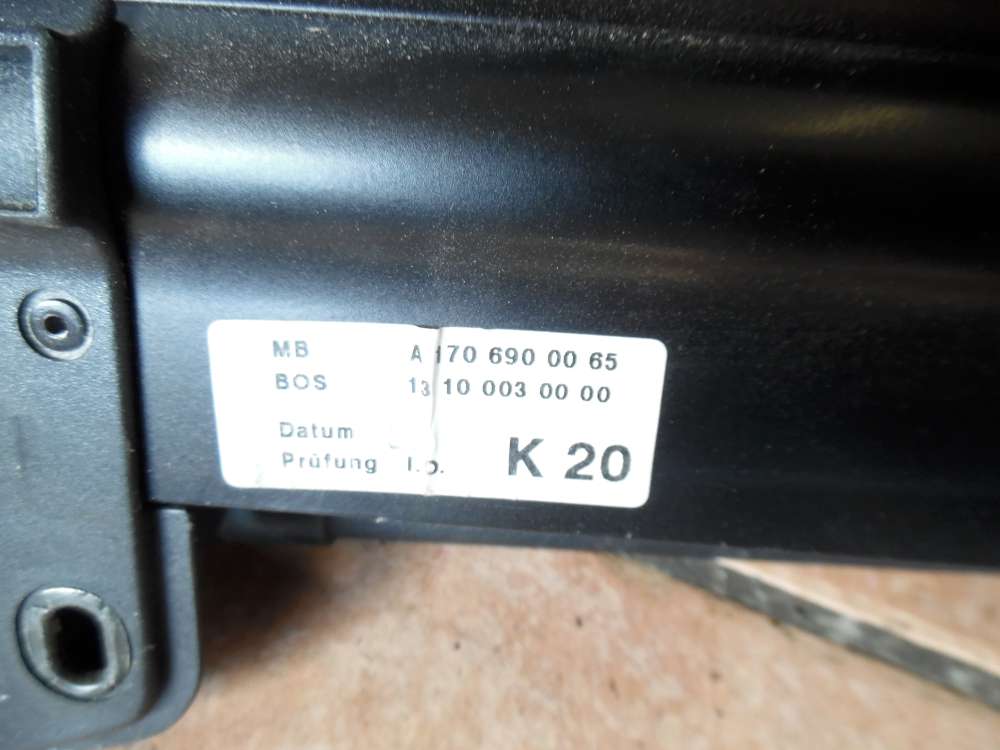 MB A 170 690 00 65
BOS 13 10 003 00 00
Datum
Prüfung i.o. K 20